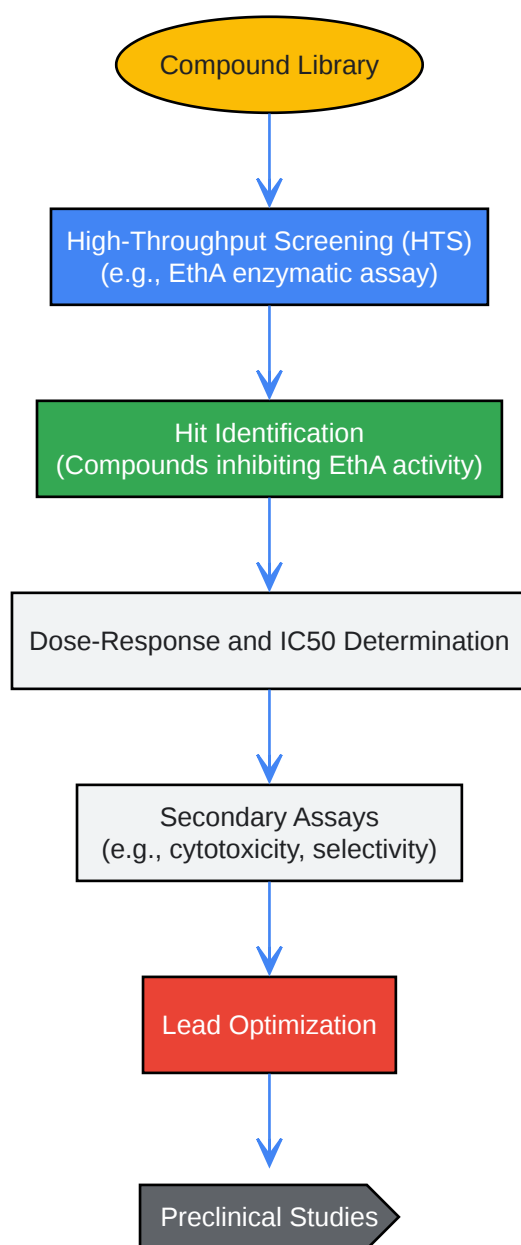 Compound Library
High-Throughput Screening (HTS)
(e.g., EthA enzymatic assay)
Hit Identification
(Compounds inhibiting EthA activity)
Dose-Response and IC50 Determination
Secondary Assays
(e.g., cytotoxicity, selectivity)
Lead Optimization
Preclinical Studies